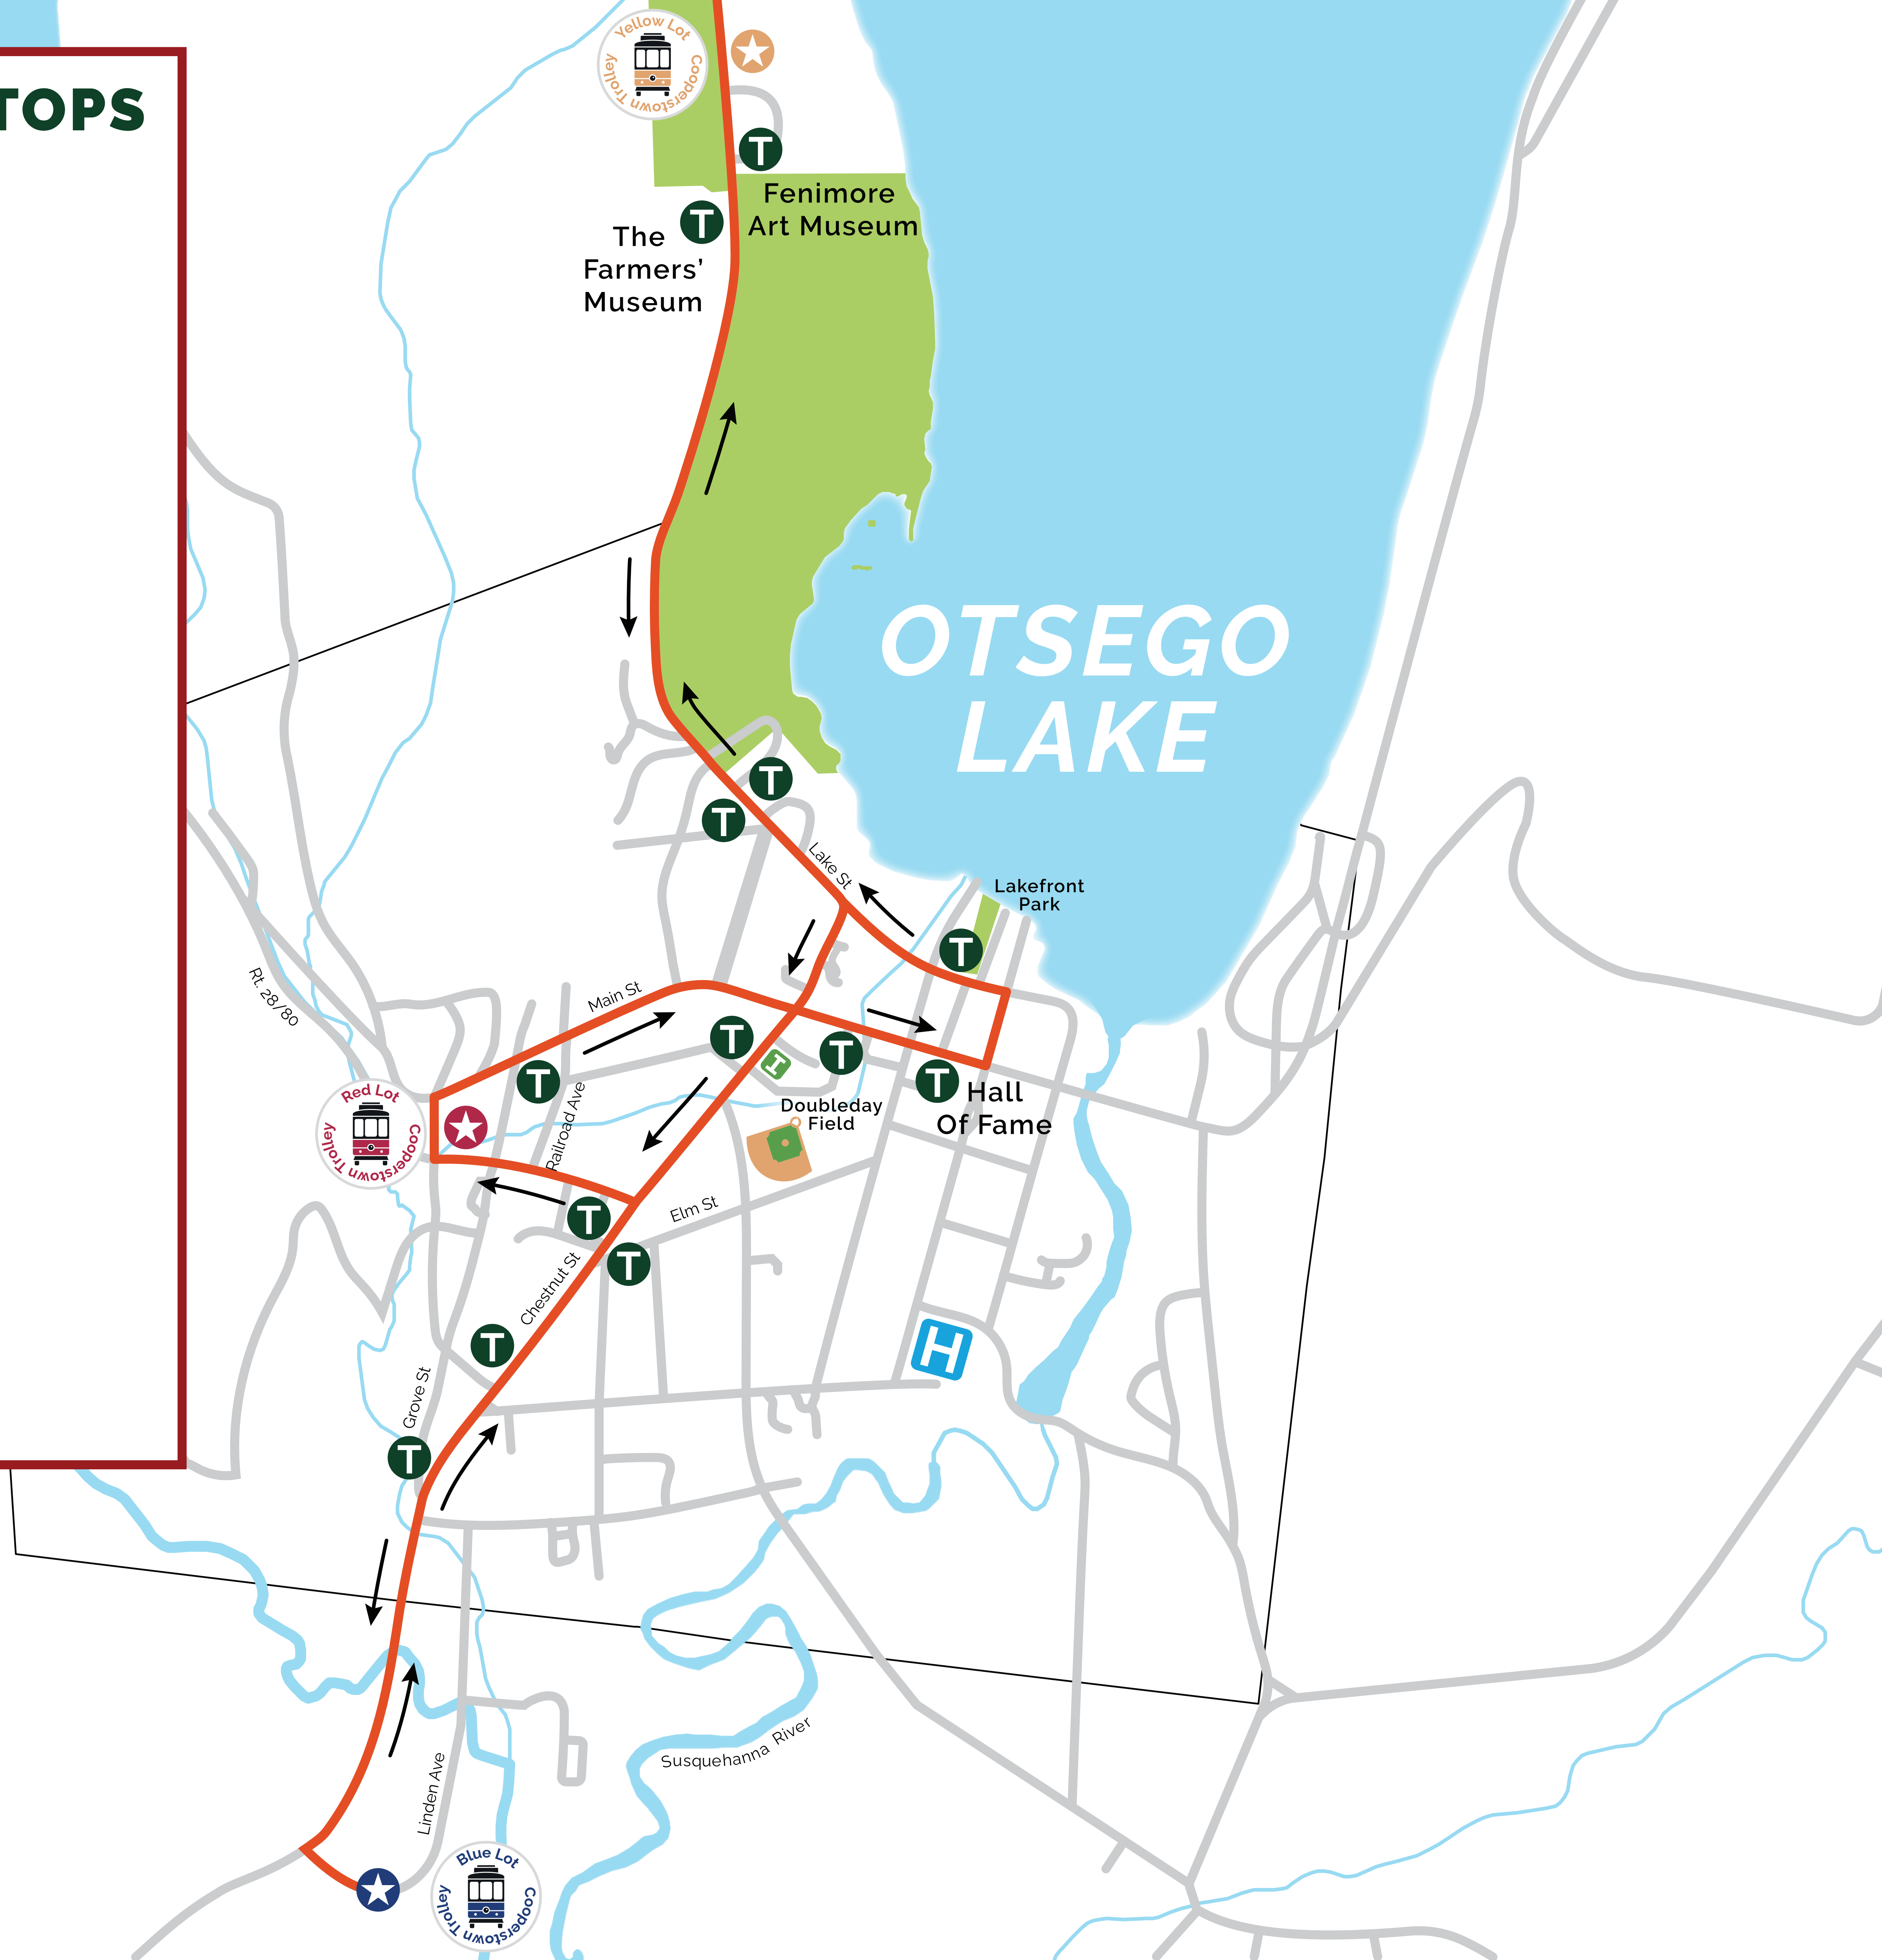 TOPS
Yellow Lot
Cooperstown Trolley
T
Fenimore
Art Museum
T
The
Farmers’
Museum
OTSEGO
LAKE
T
T
Lake St
Lakefront
Park
T
Rt. 28/80
Main St
T
I
T
T
T
Hall
Of Fame
Red Lot
Cooperstown Trolley
Railroad Ave
Doubleday
Field
T
Elm St
T
Chestnut St
T
H
Grove St
T
Susquehanna River
Linden Ave
Blue Lot
Cooperstown Trolley